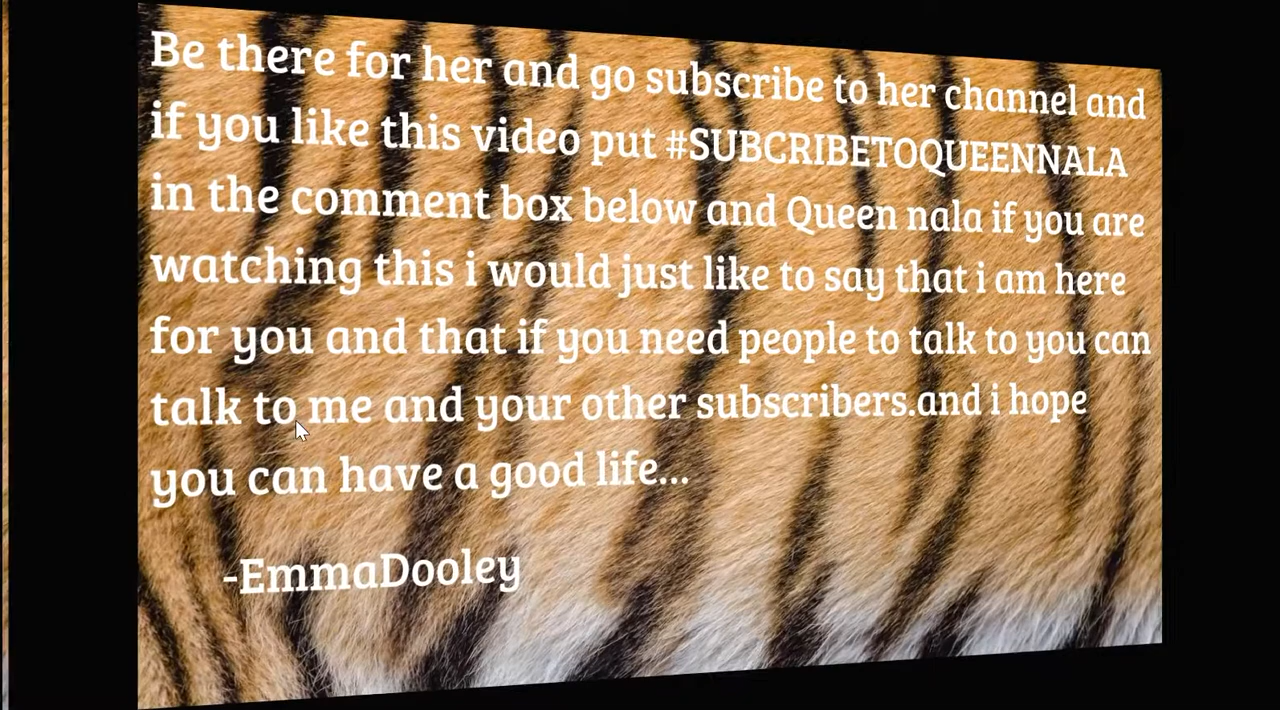 Be there for her and go subscribe to her channel and
if you like this video put #SUBCRIBETOQUEENNALA
in the comment box below and Queen nala if you are
watching this i would just like to say that i am here
for you and that if you need people to talk to you can
talk to me and your other subscribers.and i hope
you can have a good life...
-EmmaDooley